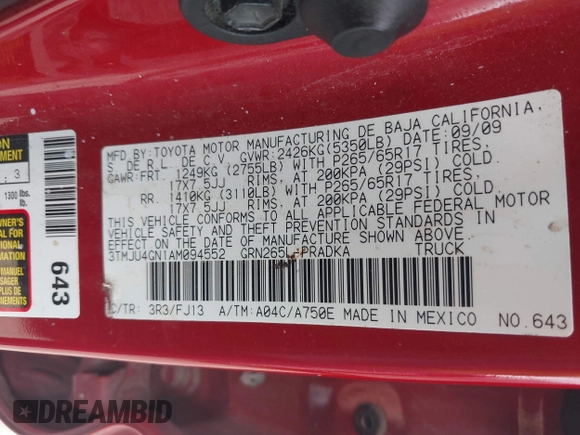 MFD.BY:TOYOTA MOTOR MANUFACTURING DE BAJA CALIFORNIA,
S. DE R.L. DE C.V. GVWR:2426KG(5350LB) DATE:09/09
GAWR:FRT. 1249KG (2755LB) WITH P265/65R17 TIRES,
17X7.5JJ RIMS, AT 200KPA (29PSI) COLD.
RR. 1410KG (3110LB) WITH P265/65R17 TIRES,
17X7.5JJ RIMS, AT 200KPA (29PSI) COLD.
THIS VEHICLE CONFORMS TO ALL APPLICABLE FEDERAL MOTOR
VEHICLE SAFETY AND THEFT PREVENTION STANDARDS IN
EFFECT ON THE DATE OF MANUFACTURE SHOWN ABOVE.
3TMJU4GN1AM094552 GRN265L-PRADKA TRUCK
C/TR: 3R3/FJ13 A/TM:A04C/A750E MADE IN MEXICO NO.643
1300 lbs.
lb.
643
MANUEL
DREAMBID